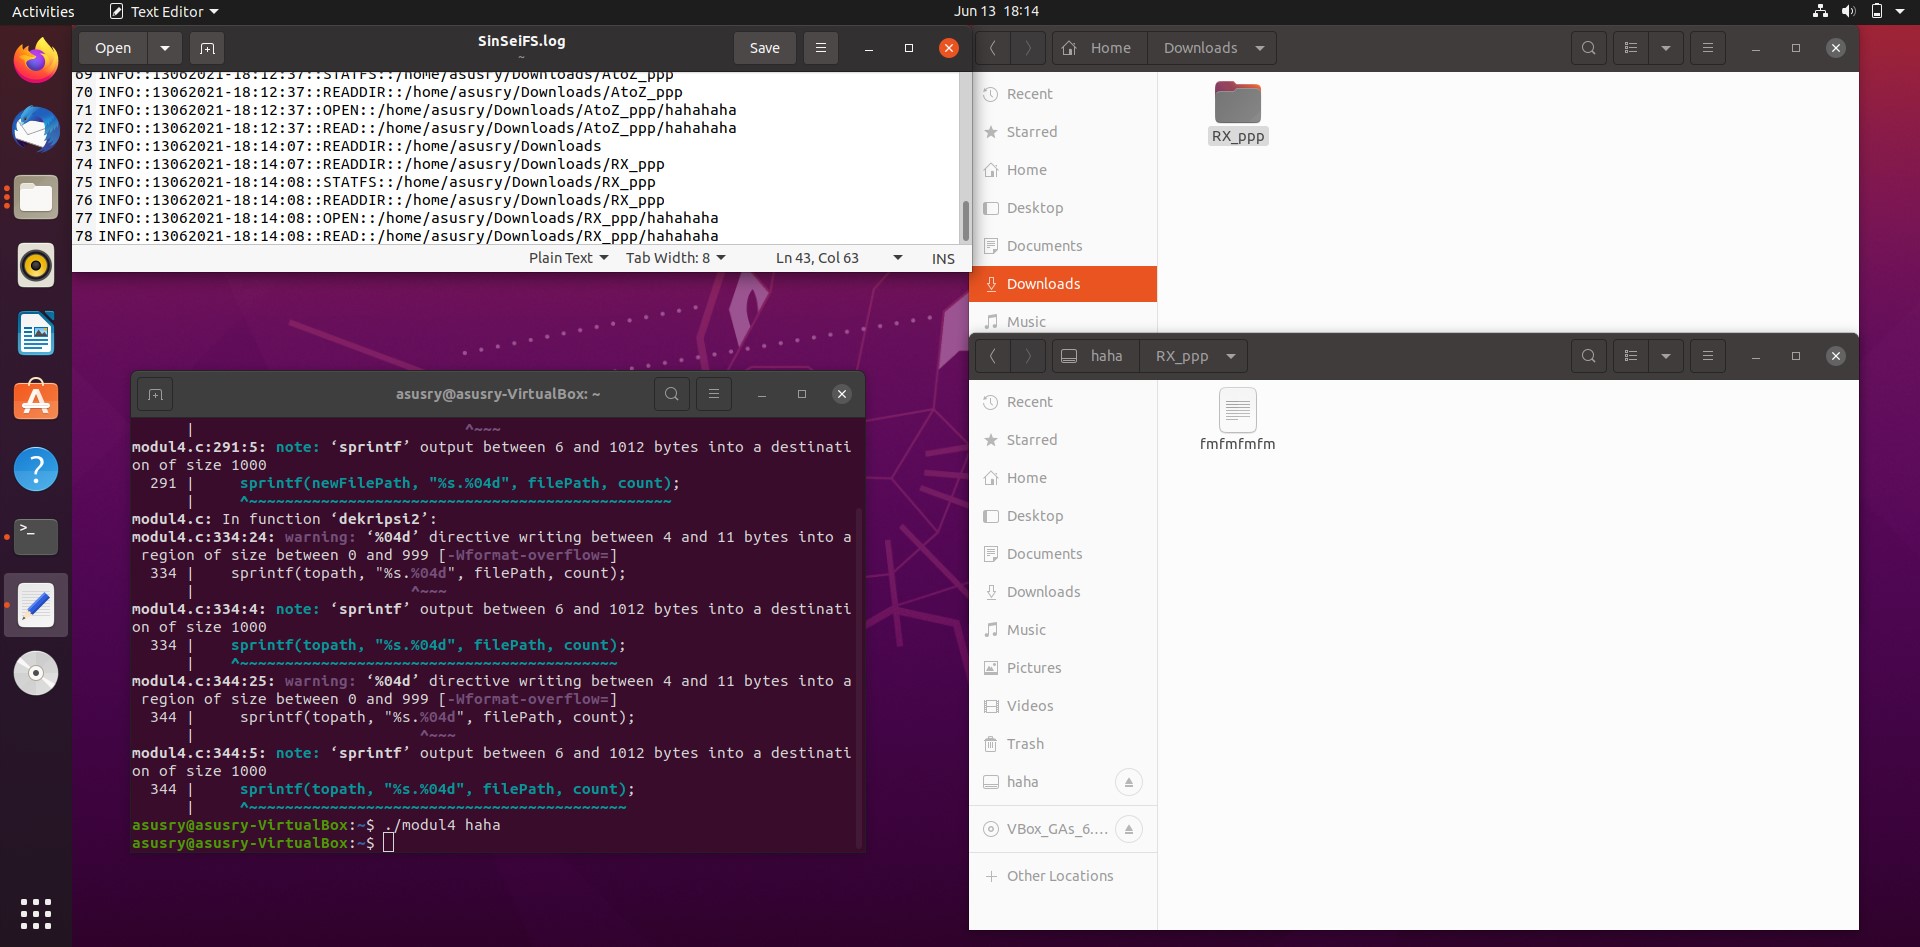 Activities
Text Editor
Jun 13 18:14
Open
SinSeiFS.log
~
Save
69 INFO::13062021-18:12:37::STATFS::/home/asusry/Downloads/AtoZ_ppp
70 INFO::13062021-18:12:37::READDIR::/home/asusry/Downloads/AtoZ_ppp
71 INFO::13062021-18:12:37::OPEN::/home/asusry/Downloads/AtoZ_ppp/hahahaha
72 INFO::13062021-18:12:37::READ::/home/asusry/Downloads/AtoZ_ppp/hahahaha
73 INFO::13062021-18:14:07::READDIR::/home/asusry/Downloads
74 INFO::13062021-18:14:07::READDIR::/home/asusry/Downloads/RX_ppp
75 INFO::13062021-18:14:08::STATFS::/home/asusry/Downloads/RX_ppp
76 INFO::13062021-18:14:08::READDIR::/home/asusry/Downloads/RX_ppp
77 INFO::13062021-18:14:08::OPEN::/home/asusry/Downloads/RX_ppp/hahahaha
78 INFO::13062021-18:14:08::READ::/home/asusry/Downloads/RX_ppp/hahahaha
Plain Text
Tab Width: 8
Ln 43, Col 63
INS
Home
Downloads
Recent
Starred
Home
Desktop
Documents
Downloads
Music
RX_ppp
asusry@asusry-VirtualBox: ~
| ^~~~
modul4.c:291:5: note: ‘sprintf’ output between 6 and 1012 bytes into a destinati
on of size 1000
291 | sprintf(newFilePath, "%s.%04d", filePath, count);
| ^~~~~~~~~~~~~~~~~~~~~~~~~~~~~~~~~~~~~~~~~~~~~~~~
modul4.c: In function ‘dekripsi2’:
modul4.c:334:24: warning: ‘%04d’ directive writing between 4 and 11 bytes into a
region of size between 0 and 999 [-Wformat-overflow=]
334 | sprintf(topath, "%s.%04d", filePath, count);
| ^~~~
modul4.c:334:4: note: ‘sprintf’ output between 6 and 1012 bytes into a destinati
on of size 1000
334 | sprintf(topath, "%s.%04d", filePath, count);
| ^~~~~~~~~~~~~~~~~~~~~~~~~~~~~~~~~~~~~~~~~~~
modul4.c:344:25: warning: ‘%04d’ directive writing between 4 and 11 bytes into a
region of size between 0 and 999 [-Wformat-overflow=]
344 | sprintf(topath, "%s.%04d", filePath, count);
| ^~~~
modul4.c:344:5: note: ‘sprintf’ output between 6 and 1012 bytes into a destinati
on of size 1000
344 | sprintf(topath, "%s.%04d", filePath, count);
| ^~~~~~~~~~~~~~~~~~~~~~~~~~~~~~~~~~~~~~~~~~~
asusry@asusry-VirtualBox:~$ ./modul4 haha
asusry@asusry-VirtualBox:~$
haha
RX_ppp
Recent
Starred
Home
Desktop
Documents
Downloads
Music
Pictures
Videos
Trash
haha
VBox_GAs_6....
Other Locations
fmfmfmfm